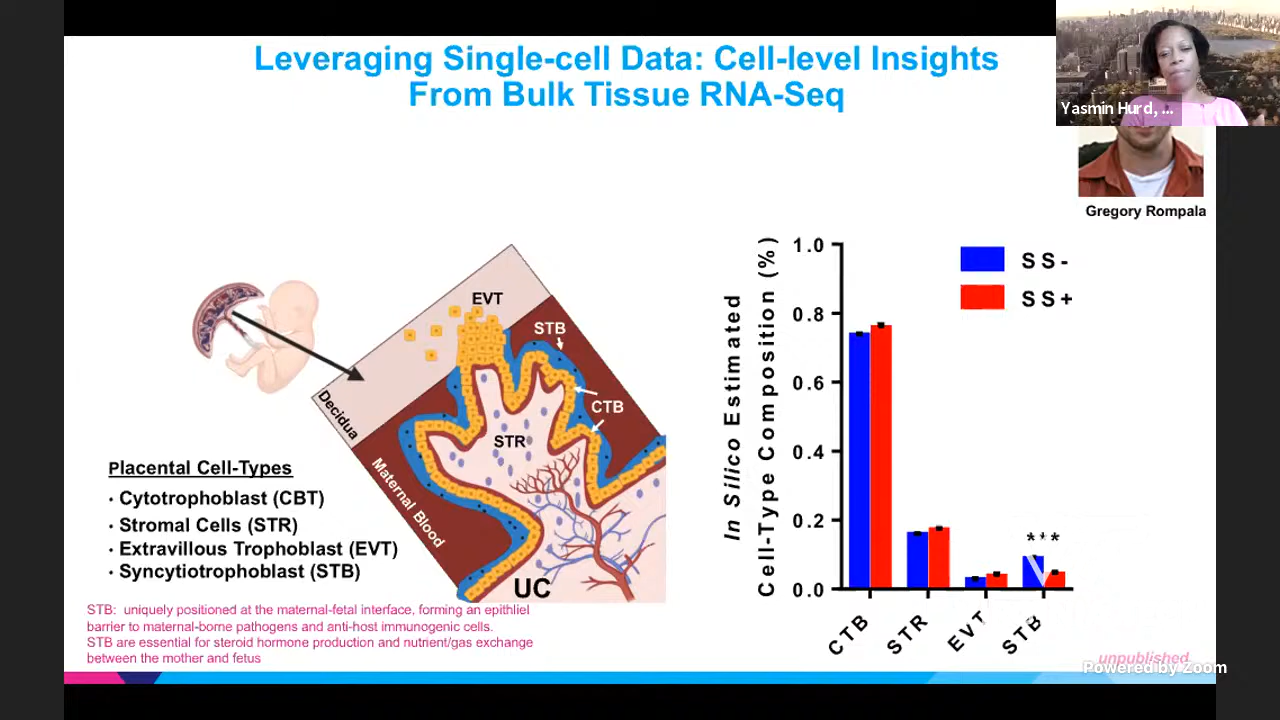 Leveraging Single-cell Data: Cell-level Insights
From Bulk Tissue RNA-Seq
Yasmin Hurd, ...
Gregory Rompala
EVT
STB
CTB
STR
Decidua
Maternal Blood
UC
Placental Cell-Types
· Cytotrophoblast (CBT)
· Stromal Cells (STR)
· Extravillous Trophoblast (EVT)
· Syncytiotrophoblast (STB)
STB: uniquely positioned at the maternal-fetal interface, forming an epithliel
barrier to maternal-borne pathogens and anti-host immunogenic cells.
STB are essential for steroid hormone production and nutrient/gas exchange
between the mother and fetus
In Silico Estimated
Cell-Type Composition (%)
1.0
0.8
0.6
0.4
0.2
0.0
SS-
SS+
***
CTB
STR
EVT
STB
unpublished
Powered by Zoom